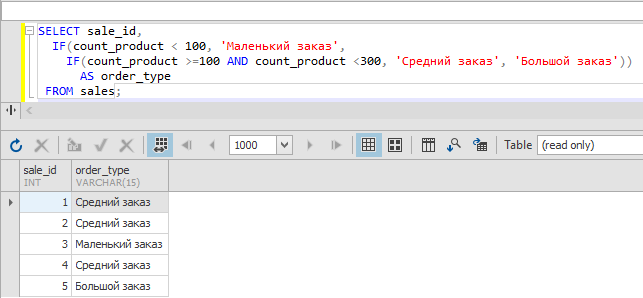 SELECT sale_id,
IF(count_product < 100, 'Маленький заказ',
IF(count_product >=100 AND count_product <300, 'Средний заказ', 'Большой заказ'))
AS order_type
FROM sales;
1000 Table (read only)
sale_id order_type
INT VARCHAR(15)
1 Средний заказ
2 Средний заказ
3 Маленький заказ
4 Средний заказ
5 Большой заказ